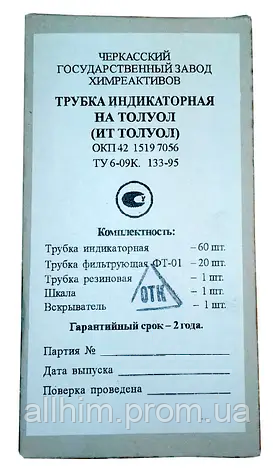 ЧЕРКАССКИЙ
ГОСУДАРСТВЕННЫЙ ЗАВОД
ХИМРЕАКТИВОВ
ТРУБКА ИНДИКАТОРНАЯ
НА ТОЛУОЛ
(ИТ ТОЛУОЛ)
ОКП 42 1519 7056
ТУ 6-09К. 133-95
Комплектность:
Трубка индикаторная – 60 шт.
Трубка фильтрующая ФТ-01 – 20 шт.
Трубка резиновая – 1 шт.
Шкала – 1 шт.
Вскрыватель – 1 шт.
ОТК
Гарантийный срок – 2 года.
Партия №
Дата выпуска
Поверка проведена
allhim.prom.ua